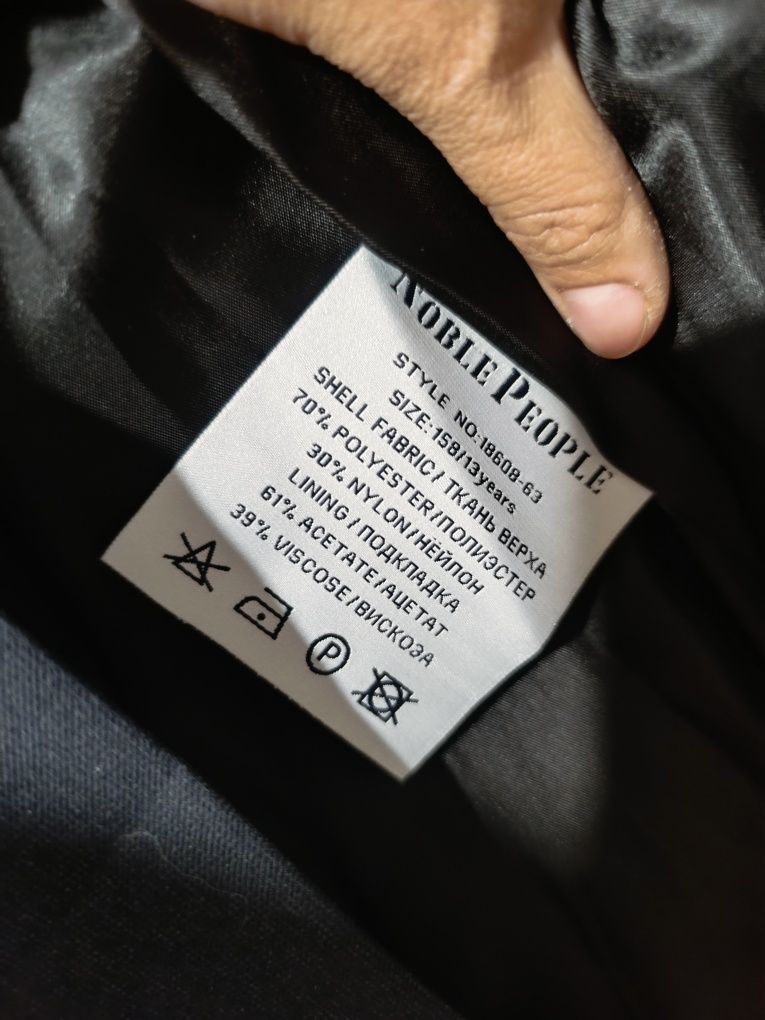 NOBLE PEOPLE
STYLE NO:18608-63
SIZE:158/13years
SHELL FABRIC/ТКАНЬ ВЕРХА
70% POLYESTER/ПОЛИЭСТЕР
30% NYLON/НЕЙЛОН
LINING/ПОДКЛАДКА
61% ACETATE/АЦЕТАТ
39% VISCOSE/ВИСКОЗА
P